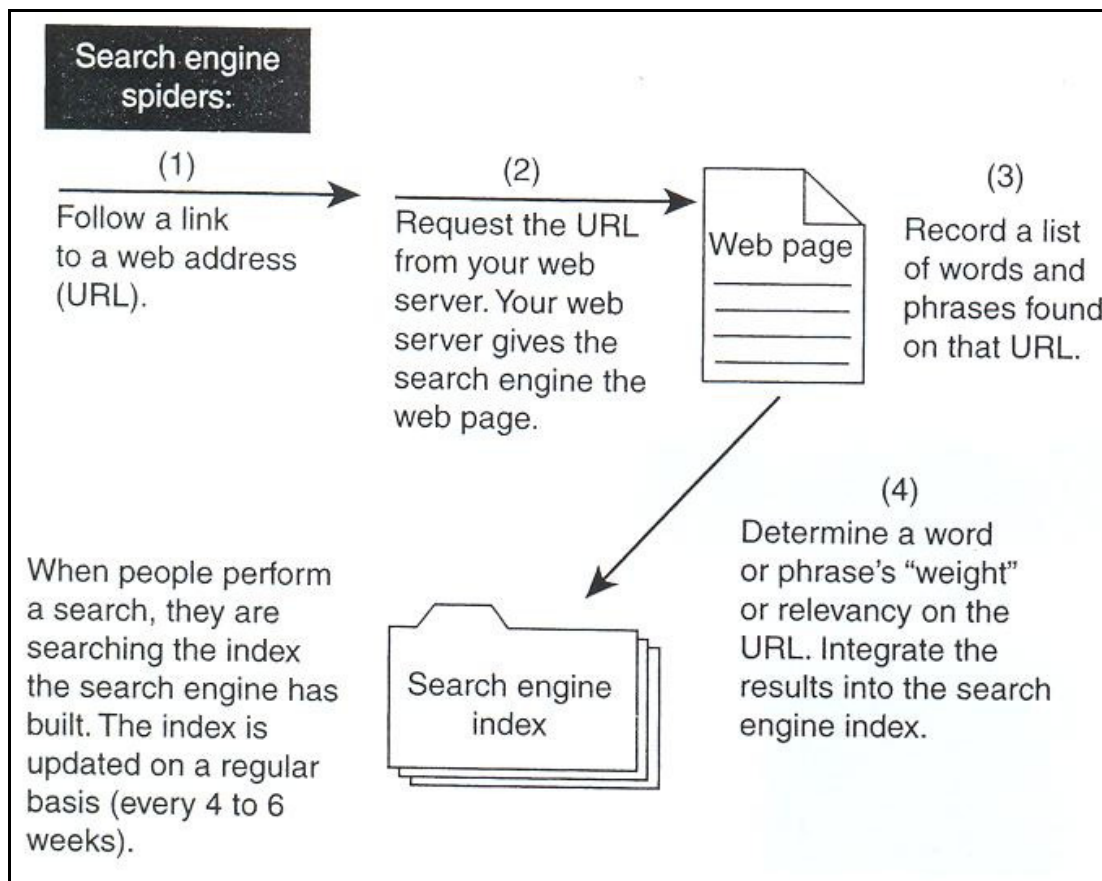 Search engine
spiders:
(1)
Follow a link
to a web address
(URL).
(2)
Request the URL
from your web
server. Your web
server gives the
search engine the
web page.
Web page
(3)
Record a list
of words and
phrases found
on that URL.
(4)
Determine a word
or phrase's “weight”
or relevancy on the
URL. Integrate the
results into the search
engine index.
Search engine
index
When people perform
a search, they are
searching the index
the search engine has
built. The index is
updated on a regular
basis (every 4 to 6
weeks).